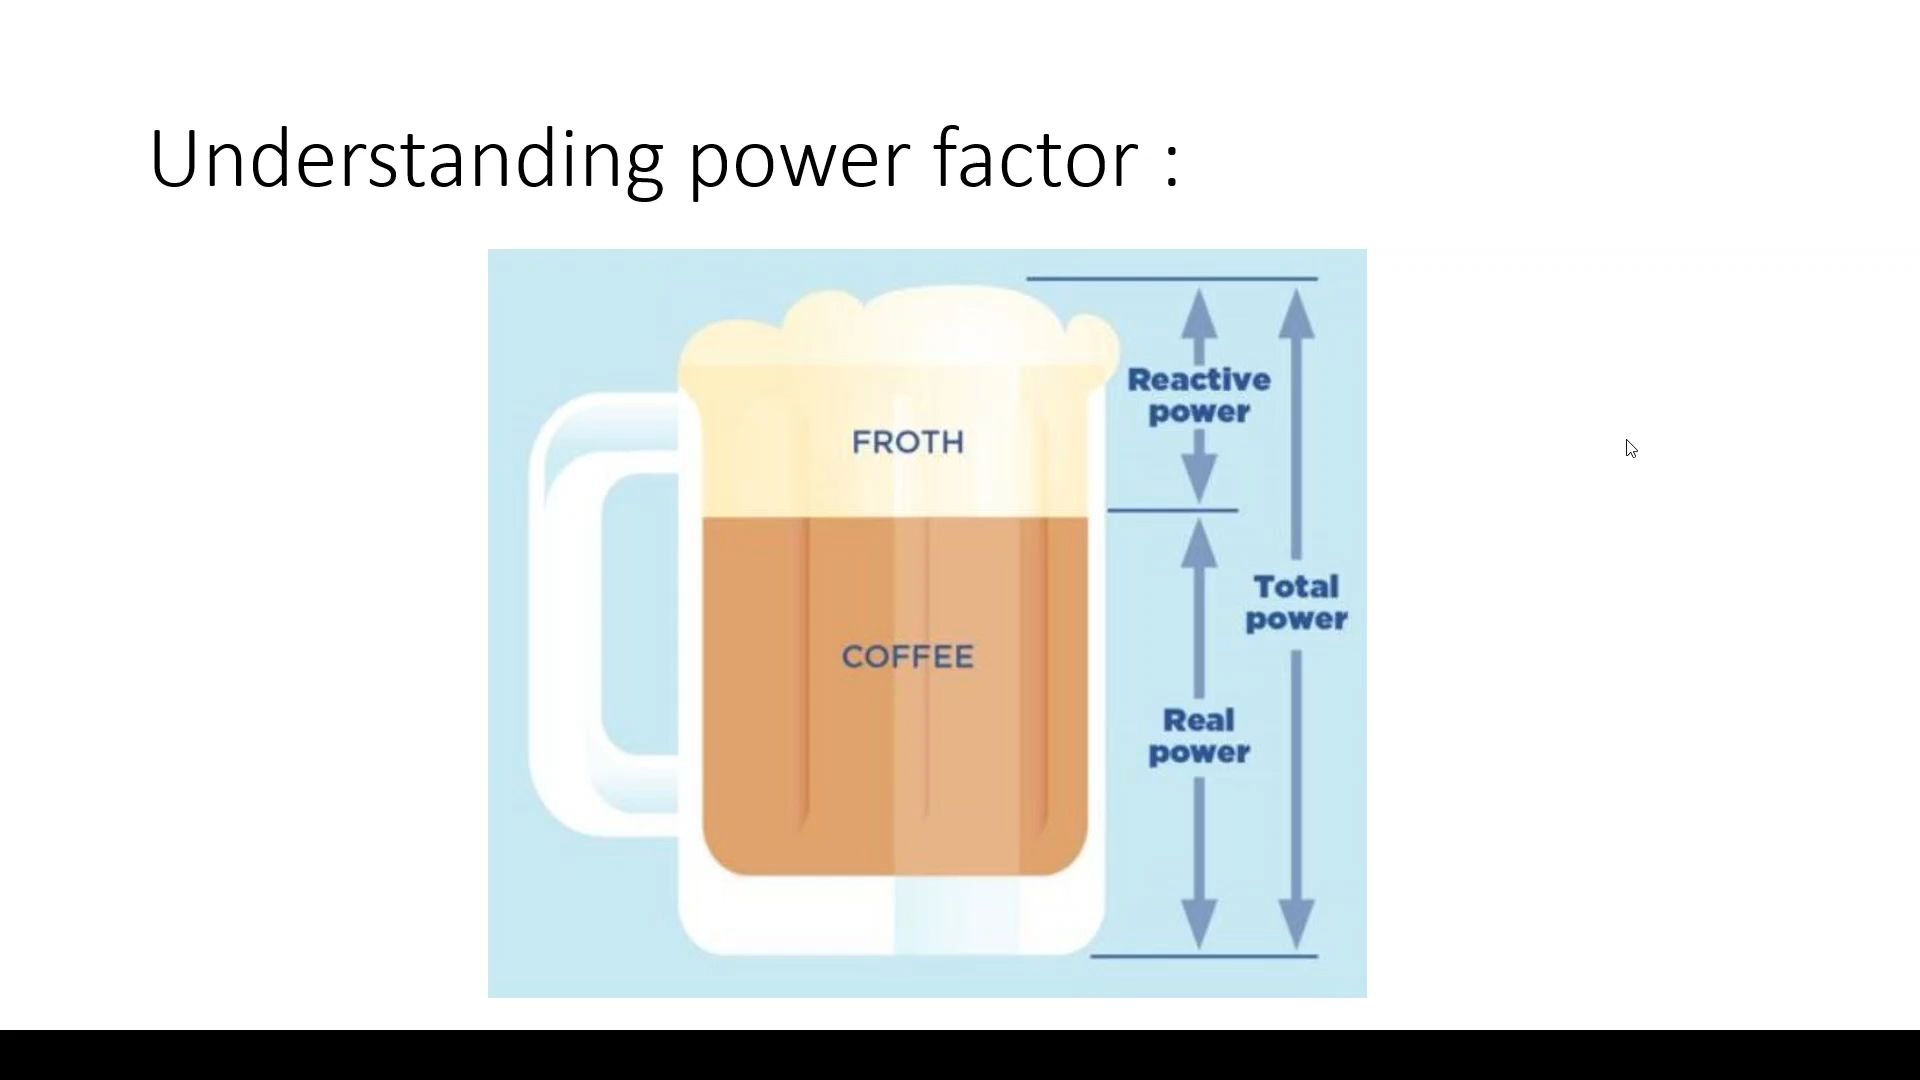 Understanding power factor :
FROTH
COFFEE
Reactive
power
Total
power
Real
power